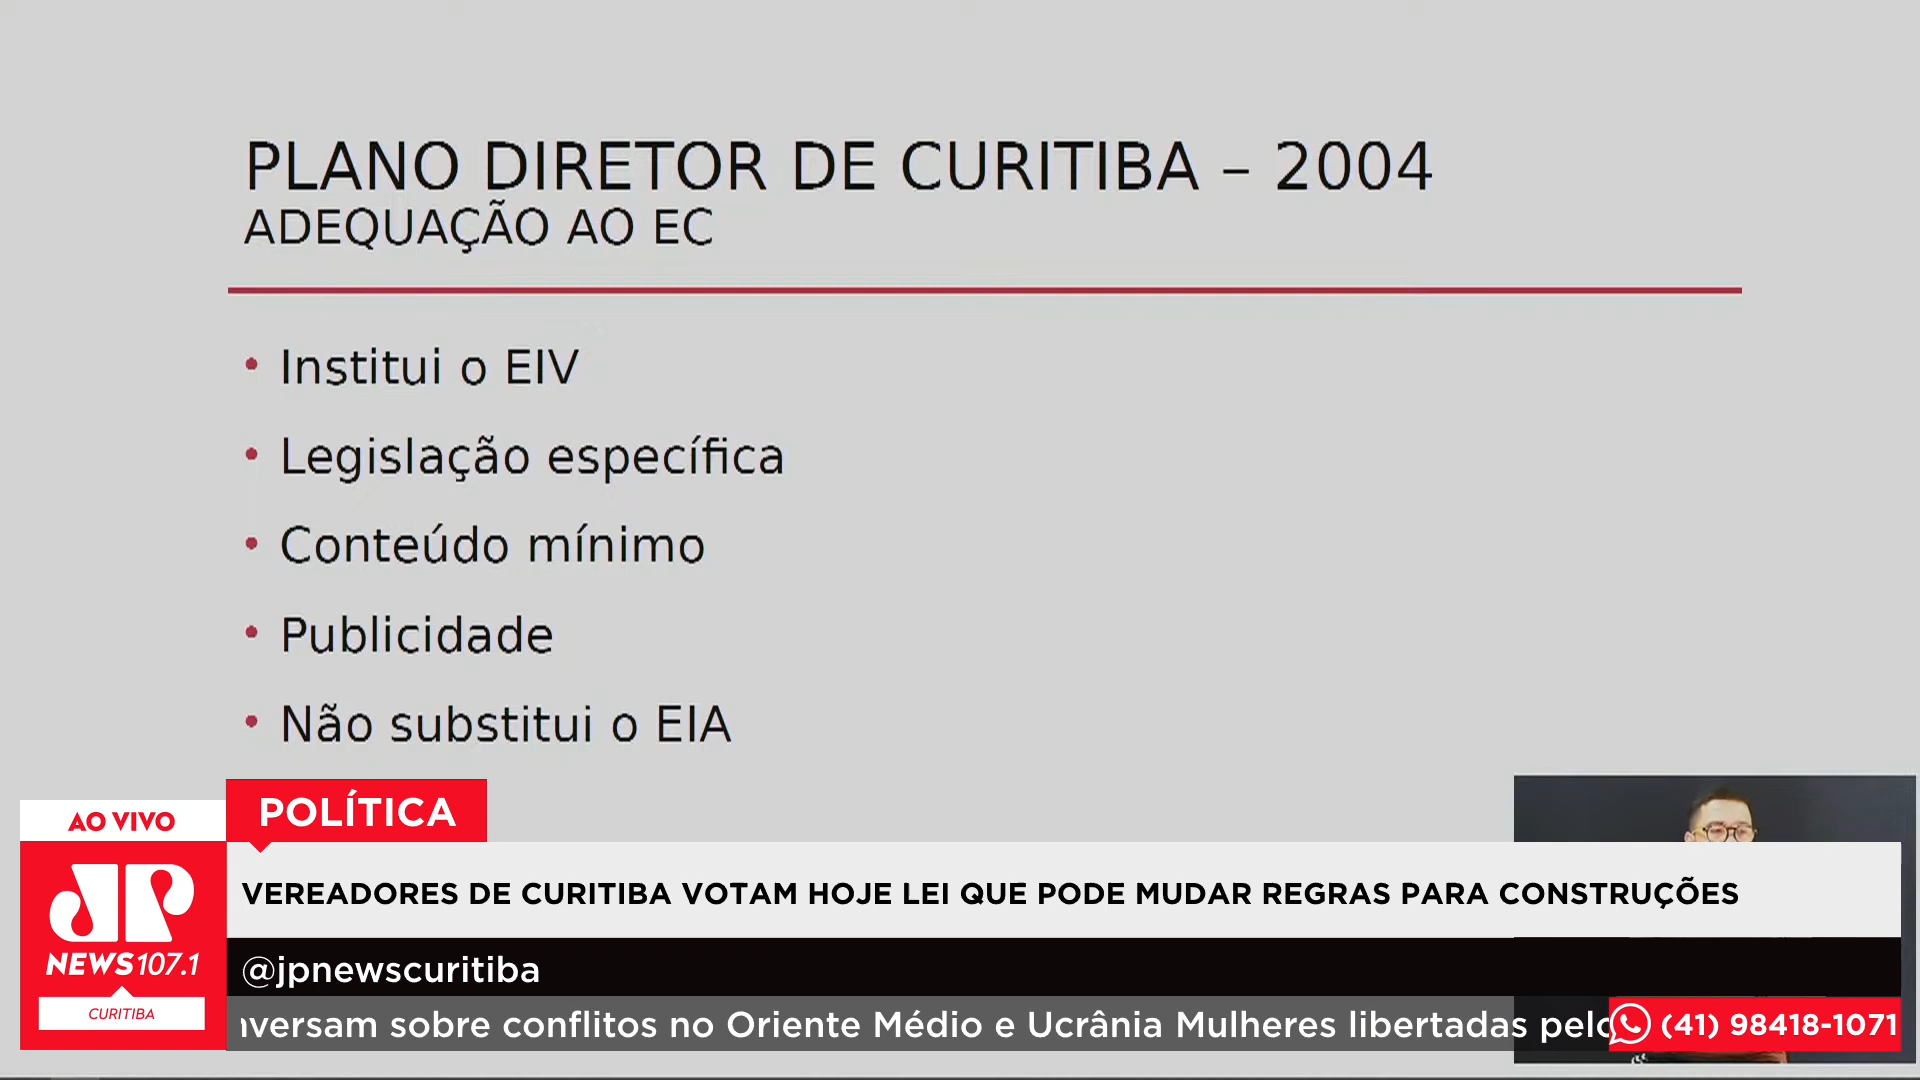 PLANO DIRETOR DE CURITIBA – 2004
ADEQUAÇÃO AO EC
• Institui o EIV
• Legislação específica
• Conteúdo mínimo
• Publicidade
• Não substitui o EIA
POLÍTICA
AO VIVO
VEREADORES DE CURITIBA VOTAM HOJE LEI QUE PODE MUDAR REGRAS PARA CONSTRUÇÕES
JP
NEWS 107.1
CURITIBA
@jpnewscuritiba
sobre conflitos no Oriente Médio e Ucrânia Mulheres libertadas
(41) 98418-1071